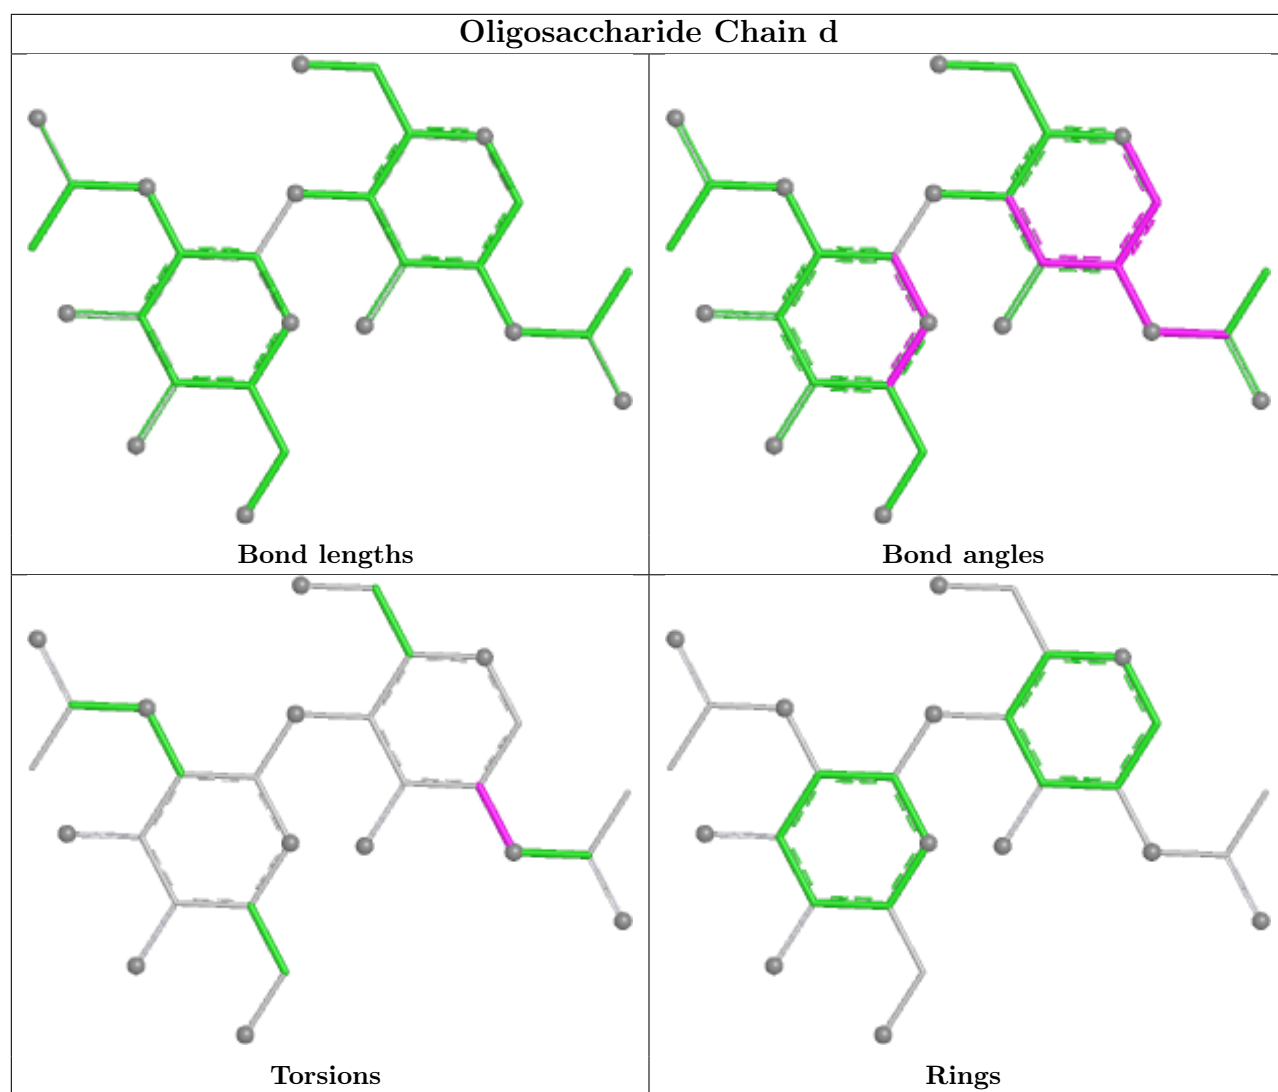 Oligosaccharide Chain d
Bond lengths
Bond angles
Torsions
Rings